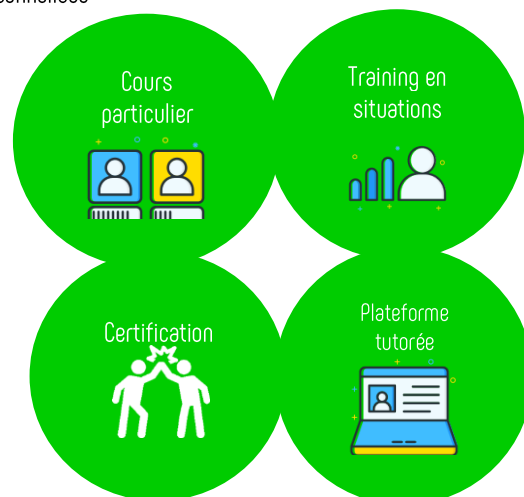 Cours
particulier
Training en
situations
Certification
Plateforme
tutorée